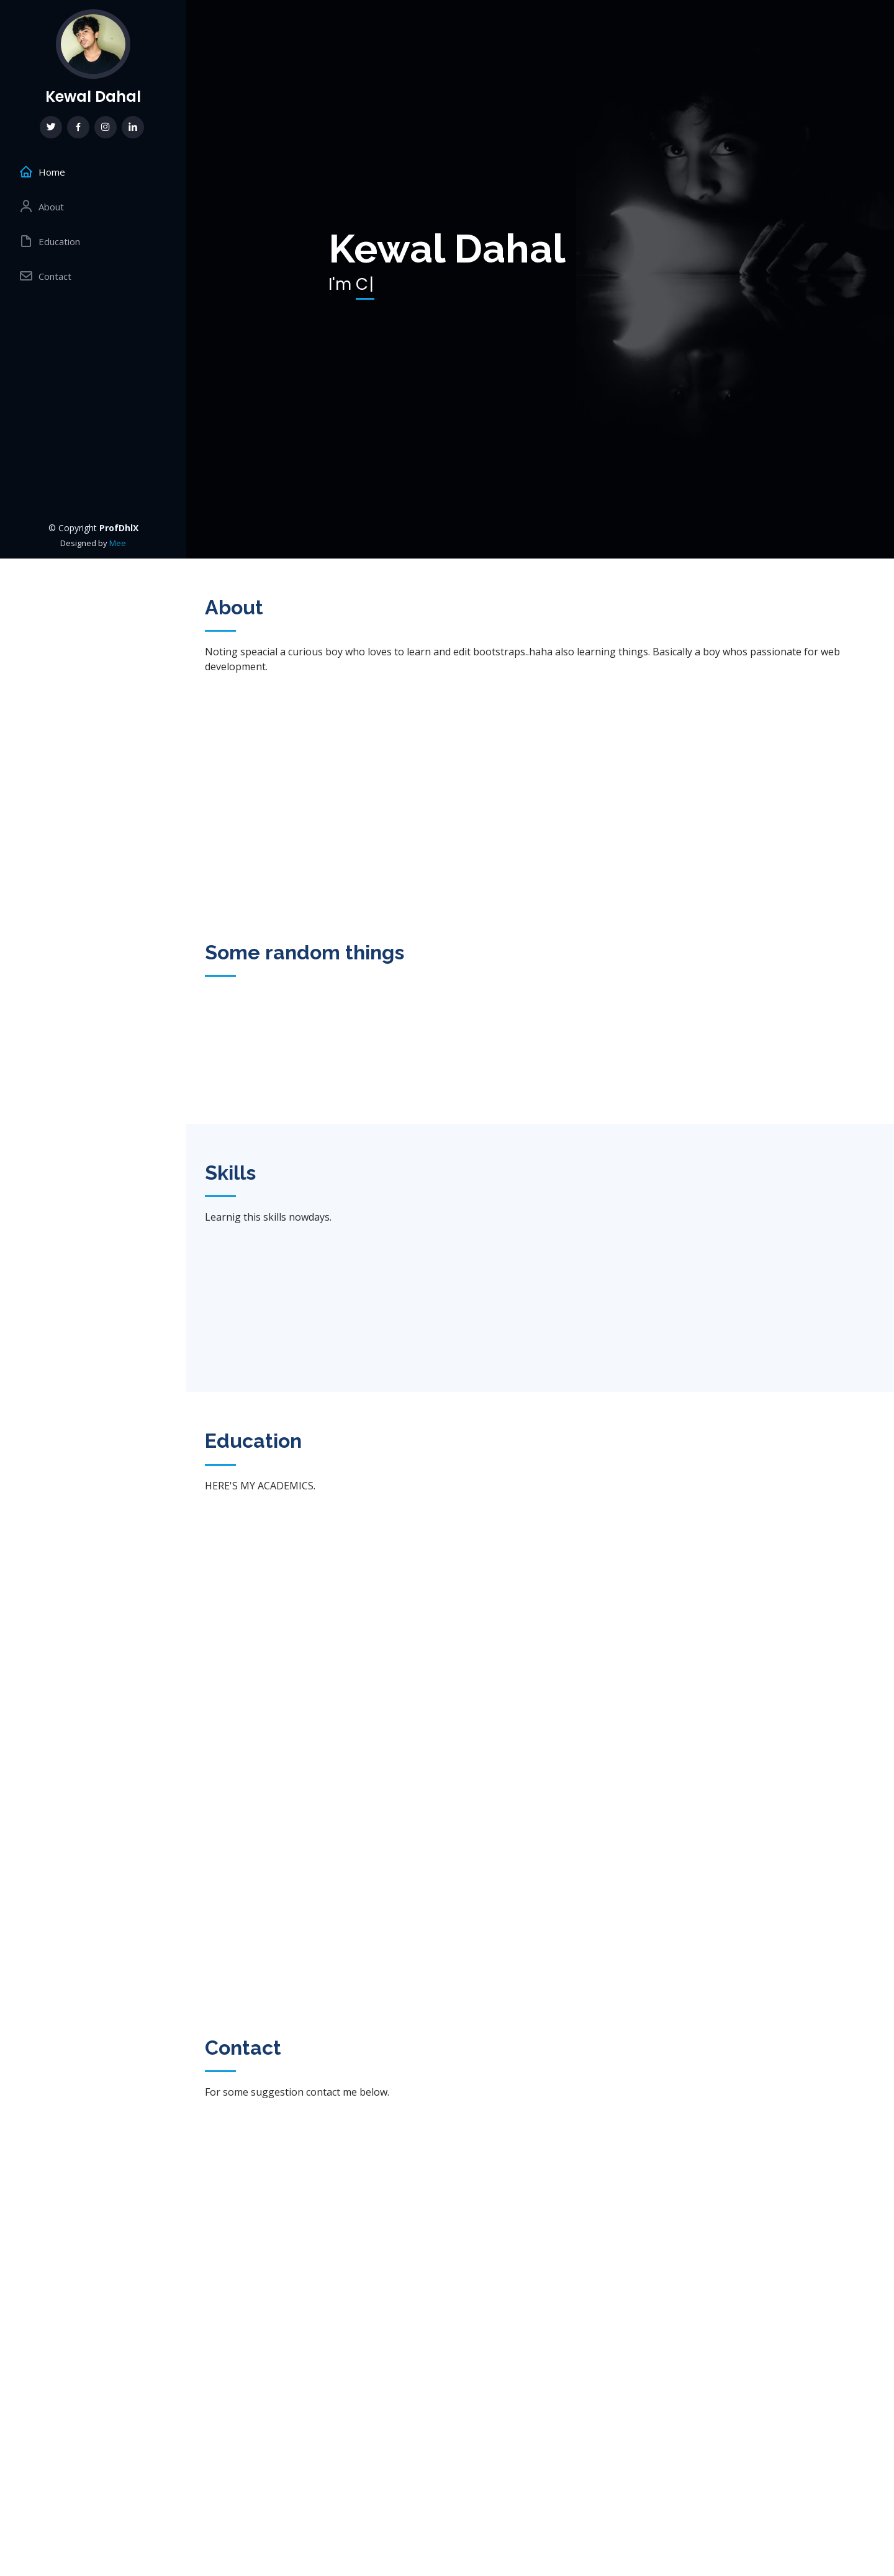 Kewal Dahal
Home
About
Education
Contact
© Copyright ProfDhlX
Designed by Mee
Kewal Dahal
I'm C|
About
Noting speacial a curious boy who loves to learn and edit bootstraps..haha also learning things. Basically a boy whos passionate for web
development.
Some random things
Skills
Learnig this skills nowdays.
Education
HERE'S MY ACADEMICS.
Contact
For some suggestion contact me below.